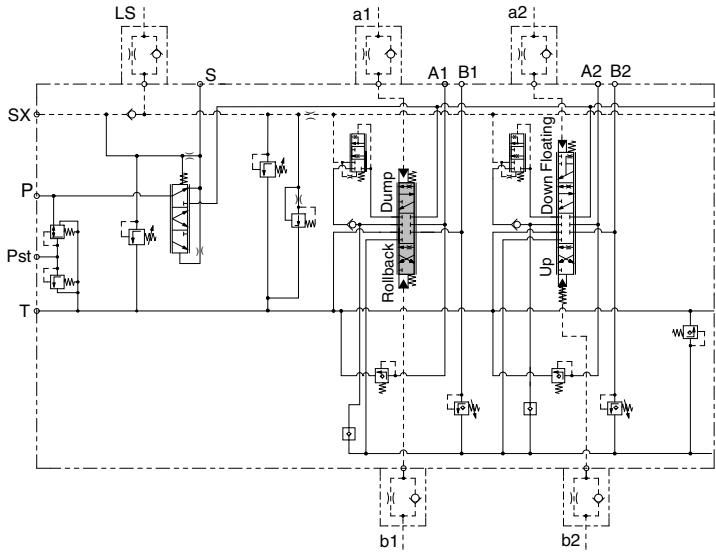 LS
a1
a2
S
A1
B1
A2
B2
SX
P
Pst
T
Dump
Rollback
Down Floating
Up
b1
b2